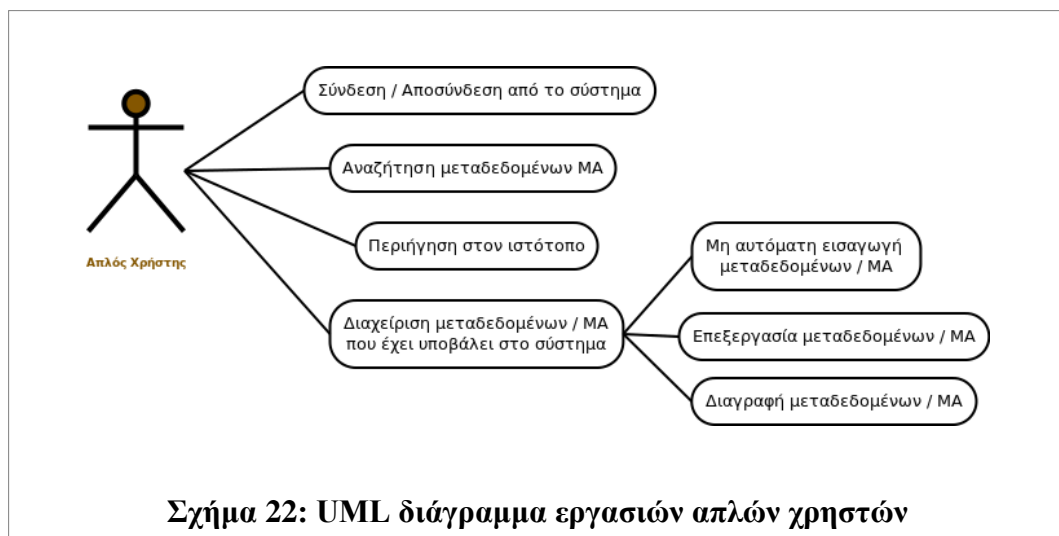 Σύνδεση / Αποσύνδεση από το σύστημα
Αναζήτηση μεταδεδομένων ΜΑ
Περιήγηση στον ιστότοπο
Απλός Χρήστης
Διαχείριση μεταδεδομένων / ΜΑ
που έχει υποβάλει στο σύστημα
Μη αυτόματη εισαγωγή
μεταδεδομένων / ΜΑ
Επεξεργασία μεταδεδομένων / ΜΑ
Διαγραφή μεταδεδομένων / ΜΑ
Σχήμα 22: UML διάγραμμα εργασιών απλών χρηστών